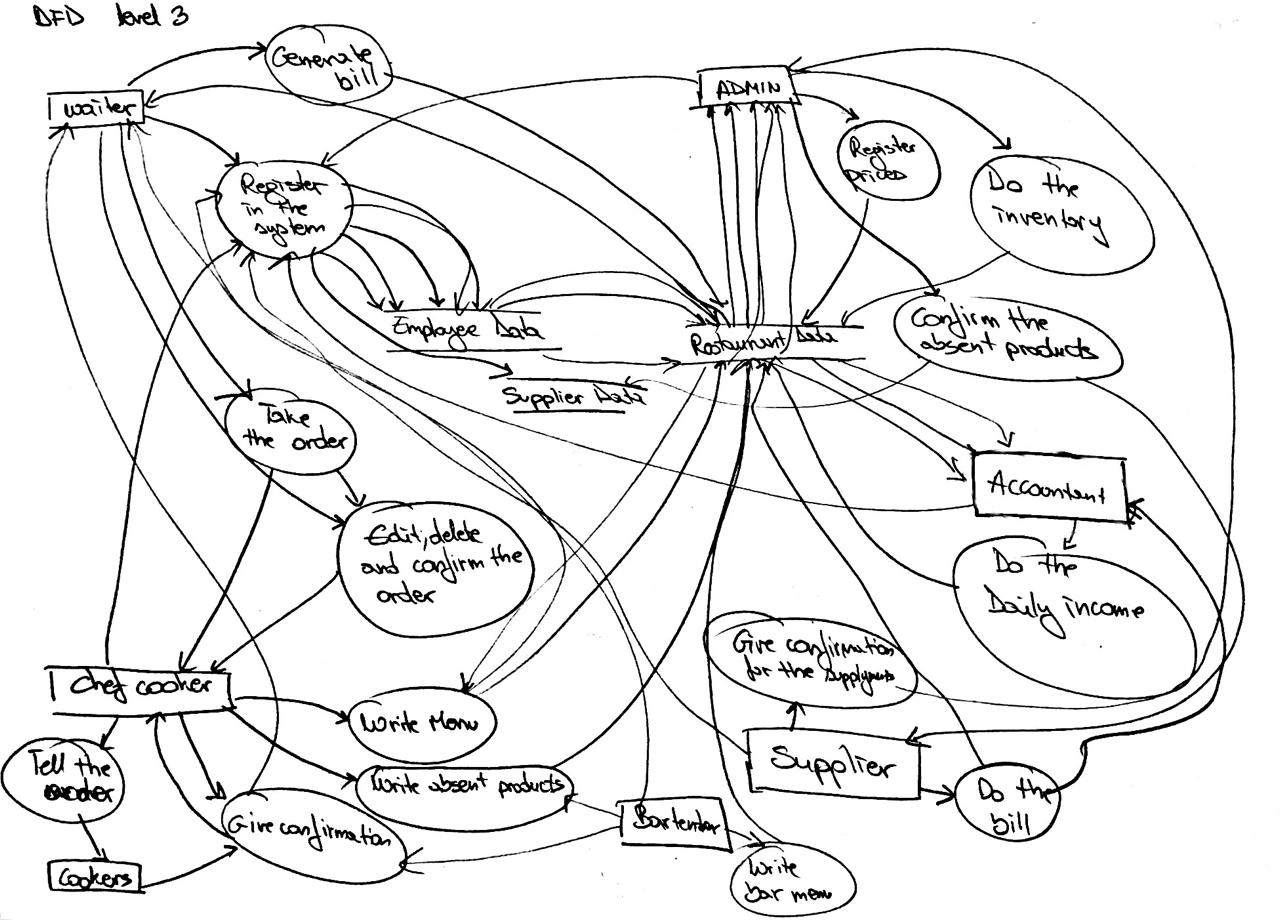 DFD level 3
Generate
bill
waiter
ADMIN
Register
prices
Do the
inventory
Register
in the
system
Employee Data
Restaurant Data
Confirm the
absent products
Supplier Data
Take
the order
Accountent
Edit, delete
and confirm the
order
Do the
Daily income
Give confirmation
for the supplyments
Chef cooker
Write Menu
Supplier
Tell the
order
Write absent products
Do the
bill
Give confirmation
Bartender
Cookers
Write
bar menu